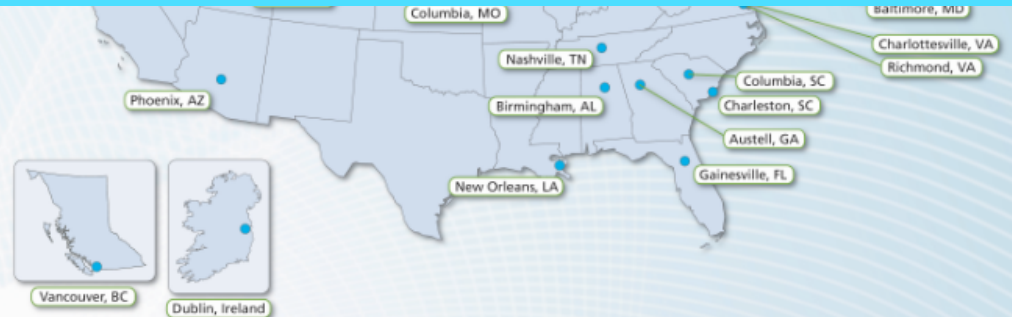 Columbia, MO
Baltimore, MD
Charlottesville, VA
Nashville, TN
Richmond, VA
Columbia, SC
Phoenix, AZ
Birmingham, AL
Charleston, SC
Austell, GA
Gainesville, FL
New Orleans, LA
Vancouver, BC
Dublin, Ireland